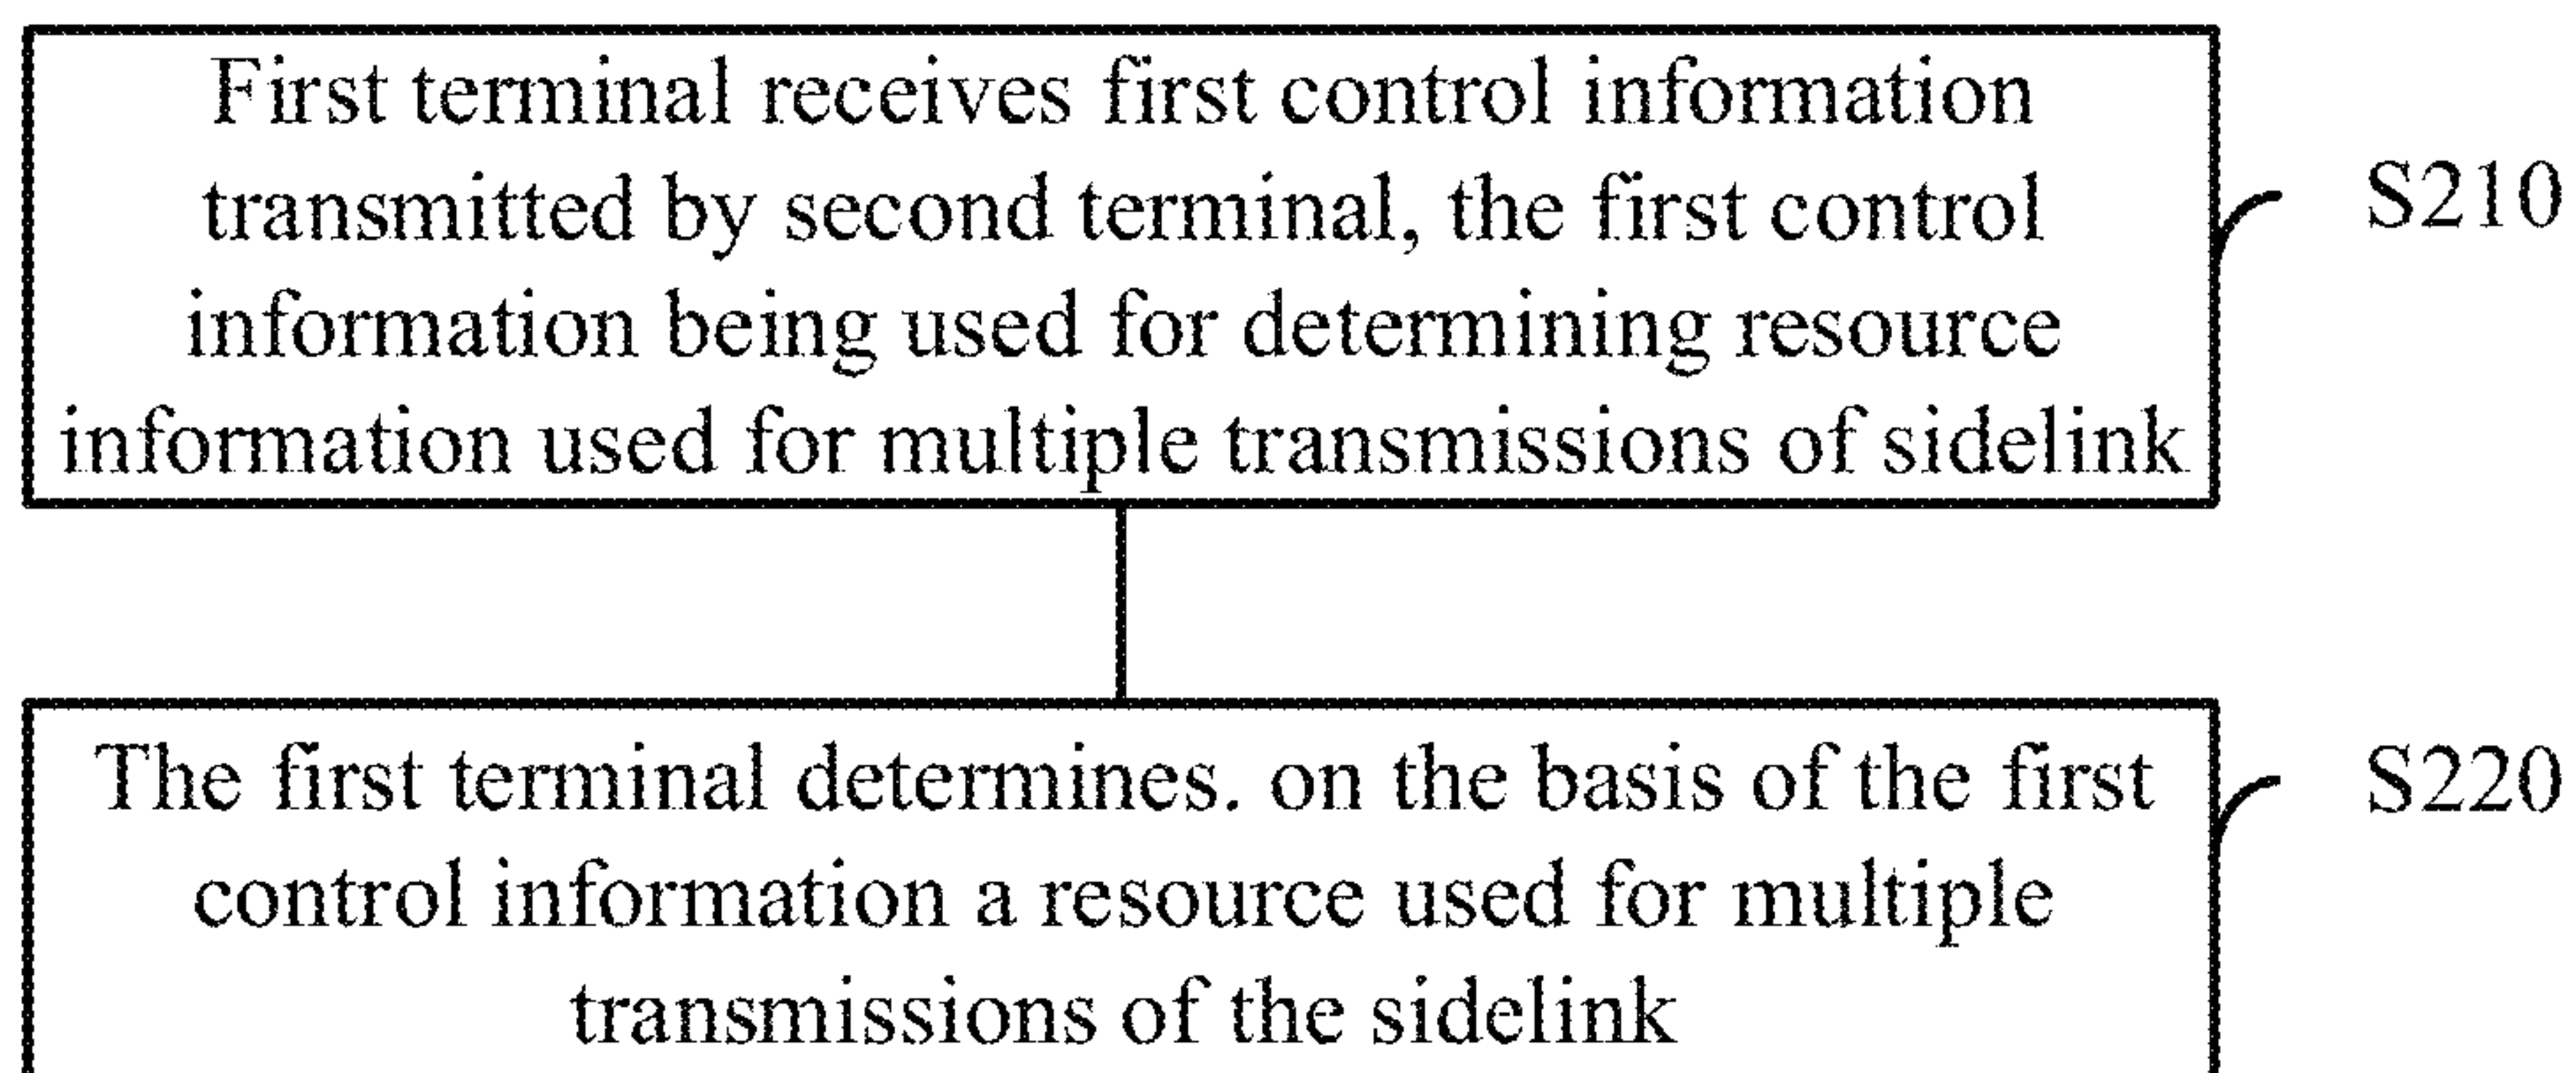 First terminal receives first control information
transmitted by second terminal, the first control
information being used for determining resource
information used for multiple transmissions of sidelink
S210
The first terminal determines. on the basis of the first
control information a resource used for multiple
transmissions of the sidelink
S220